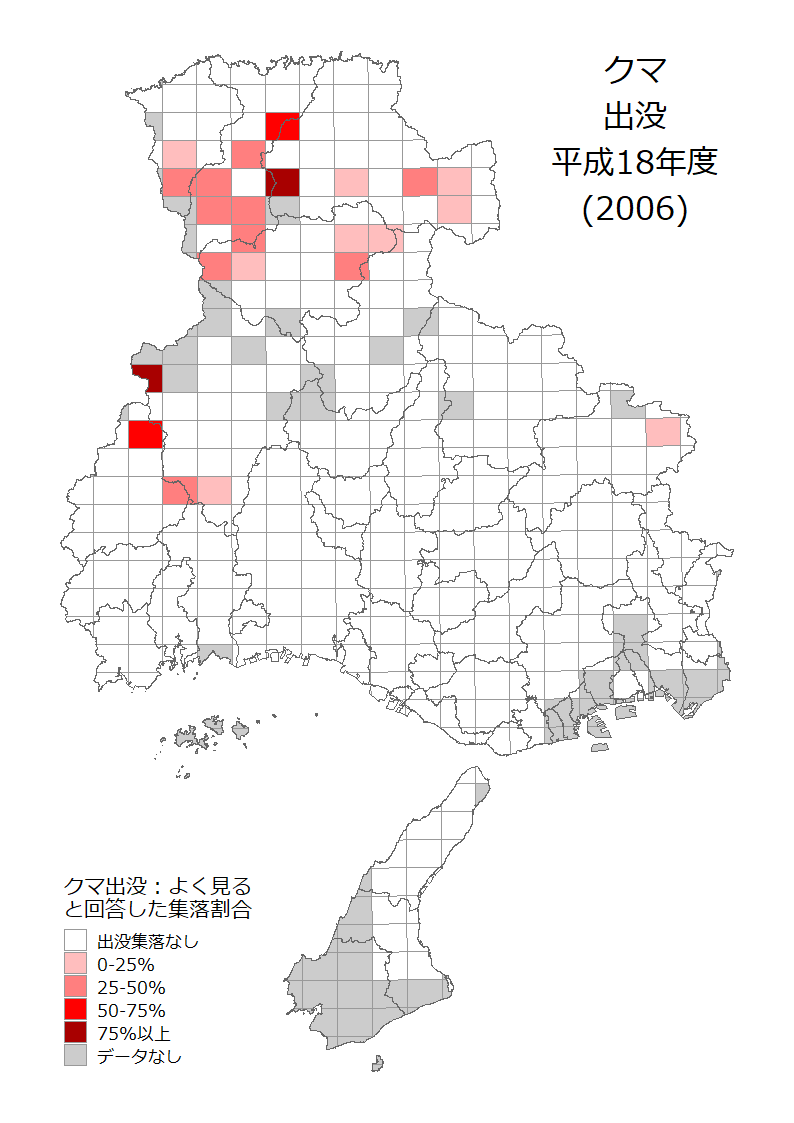 クマ
出没
平成18年度
(2006)
クマ出没：よく見る
と回答した集落割合
出没集落なし
0-25%
25-50%
50-75%
75%以上
データなし